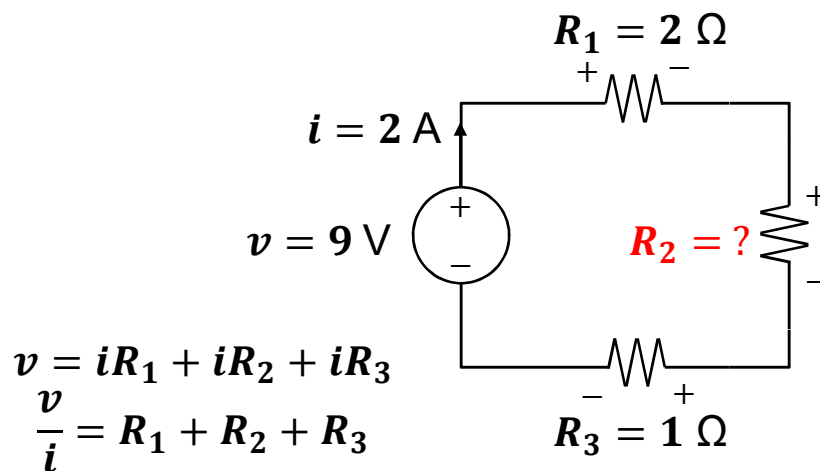 R₁ = 2 Ω
+ −
i = 2 A
+
+
v = 9 V
R₂ = ?
−
−
v = iR₁ + iR₂ + iR₃
− +
v/i = R₁ + R₂ + R₃
R₃ = 1 Ω